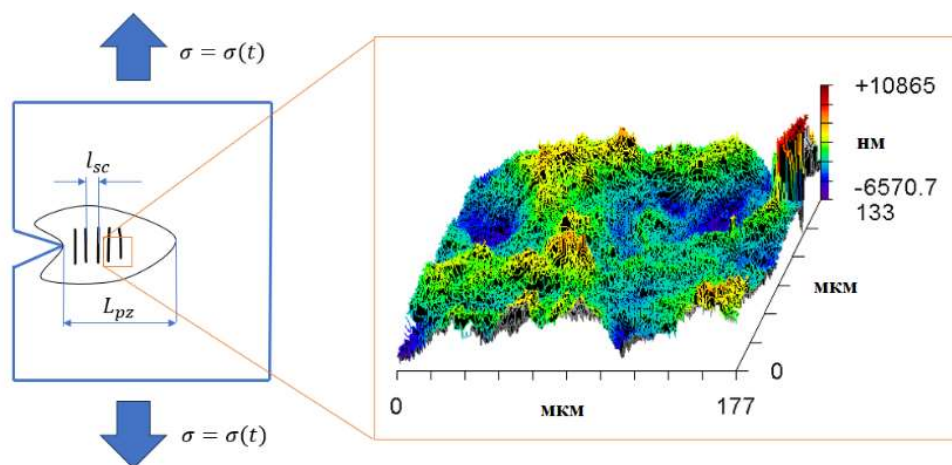 σ = σ(t)
l_sc
L_pz
σ = σ(t)
+10865
нм
-6570.7
133
мкм
0
0
мкм
177